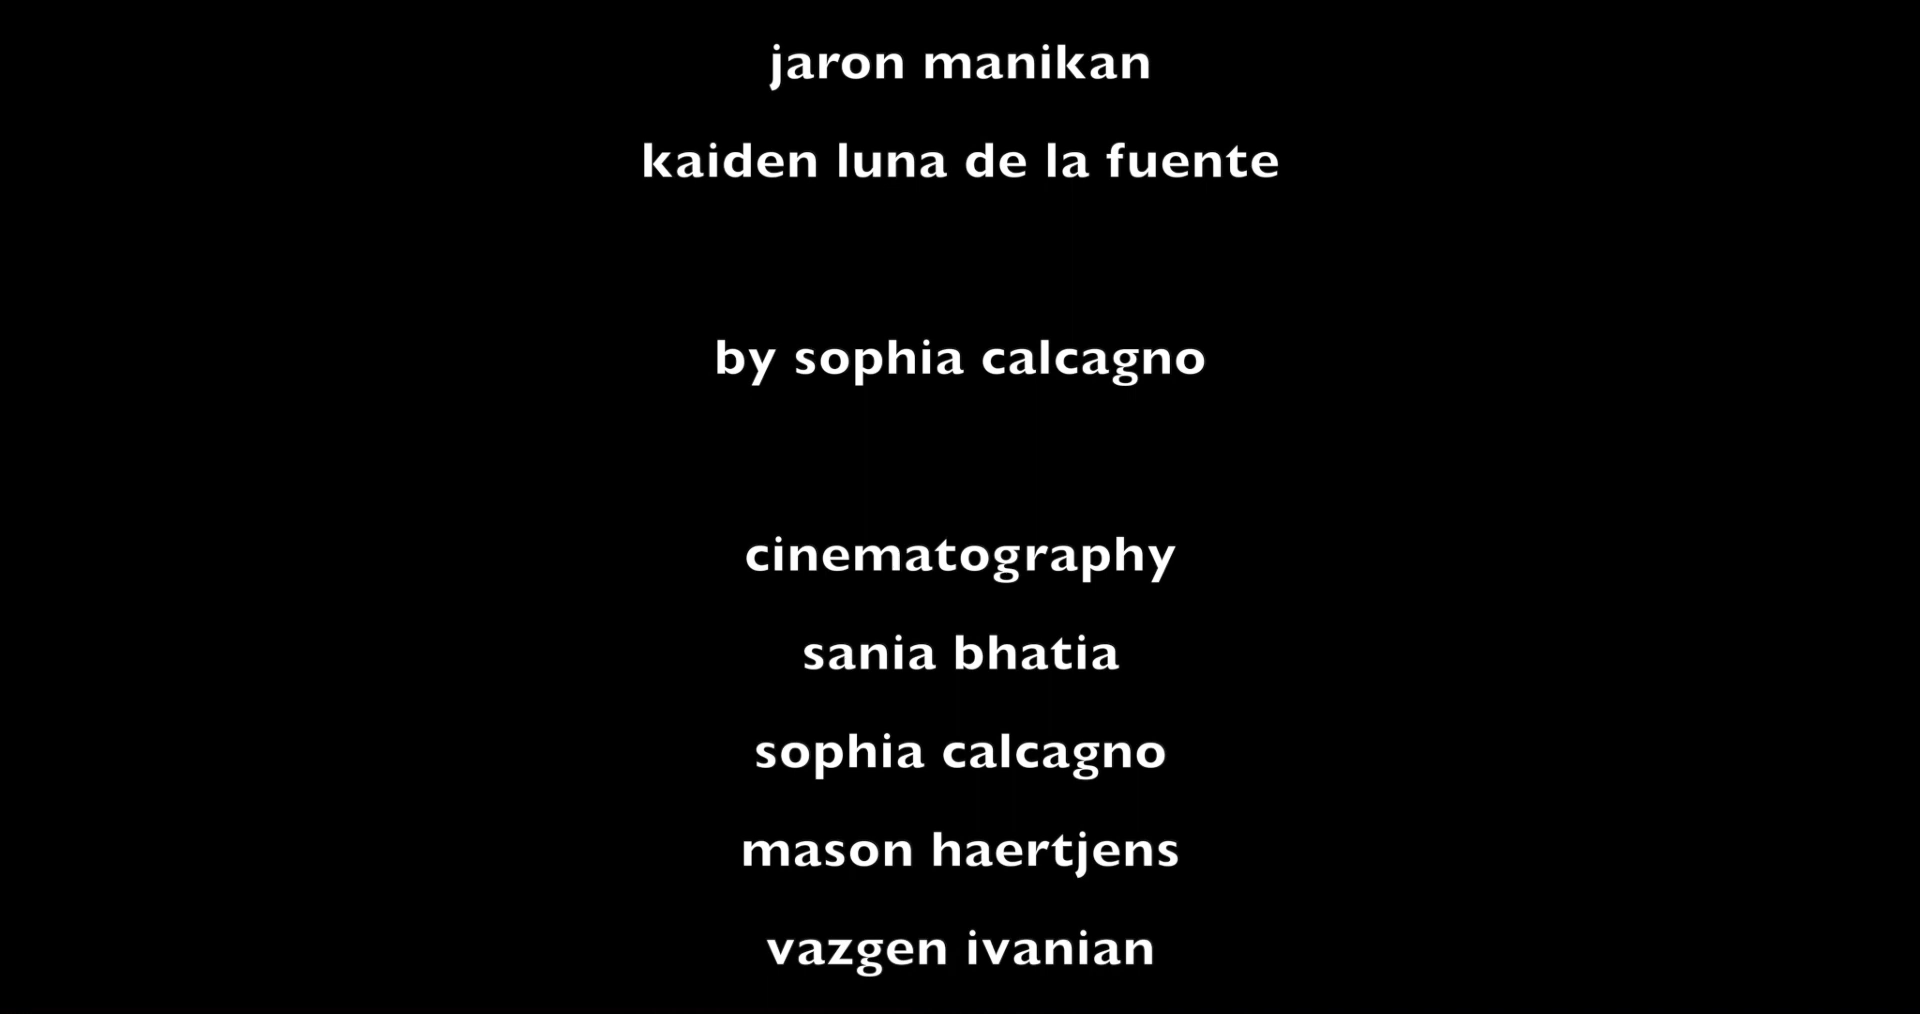 jaron manikan
kaiden luna de la fuente
by sophia calcagno
cinematography
sania bhatia
sophia calcagno
mason haertjens
vazgen ivanian